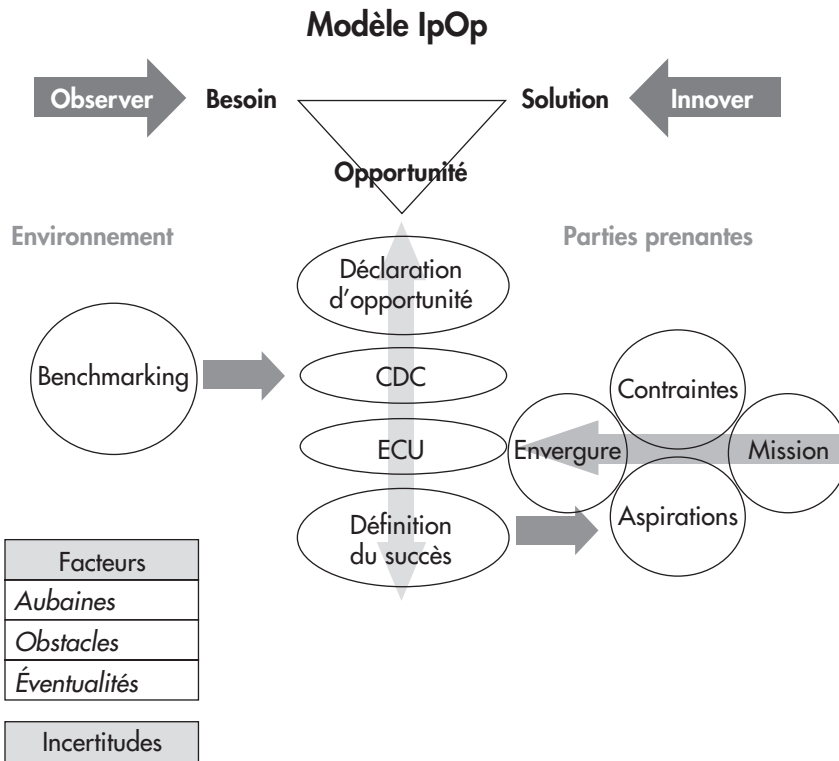 Modèle IpOp
Observer
Besoin
Solution
Innover
Opportunité
Environnement
Parties prenantes
Déclaration
d’opportunité
Benchmarking
CDC
Contraintes
ECU
Envergure
Mission
Définition
du succès
Aspirations
Facteurs
Aubaines
Obstacles
Éventualités
Incertitudes